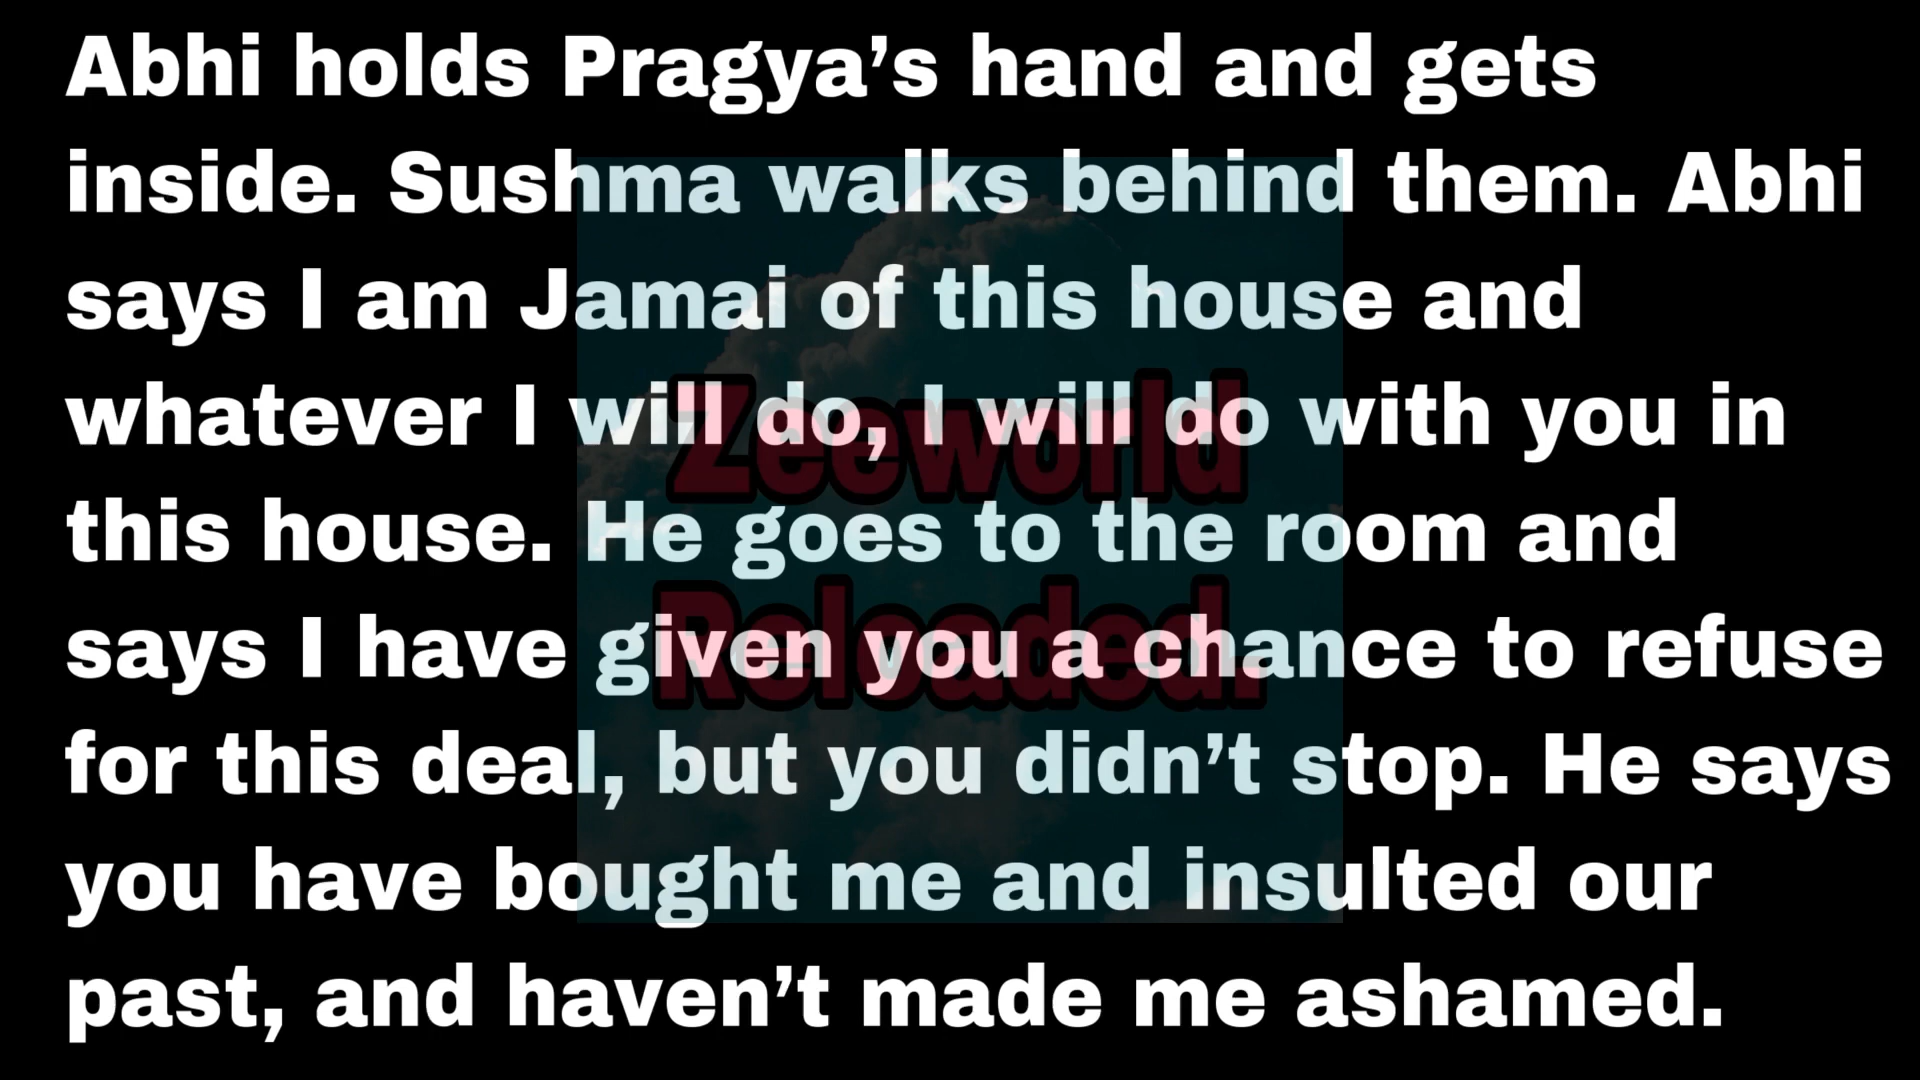 Abhi holds Pragya’s hand and gets
inside. Sushma walks behind them. Abhi
says I am Jamai of this house and
whatever I will do, I will do with you in
this house. He goes to the room and
says I have given you a chance to refuse
for this deal, but you didn’t stop. He says
you have bought me and insulted our
past, and haven’t made me ashamed.
Zeeworld
Reloaded.